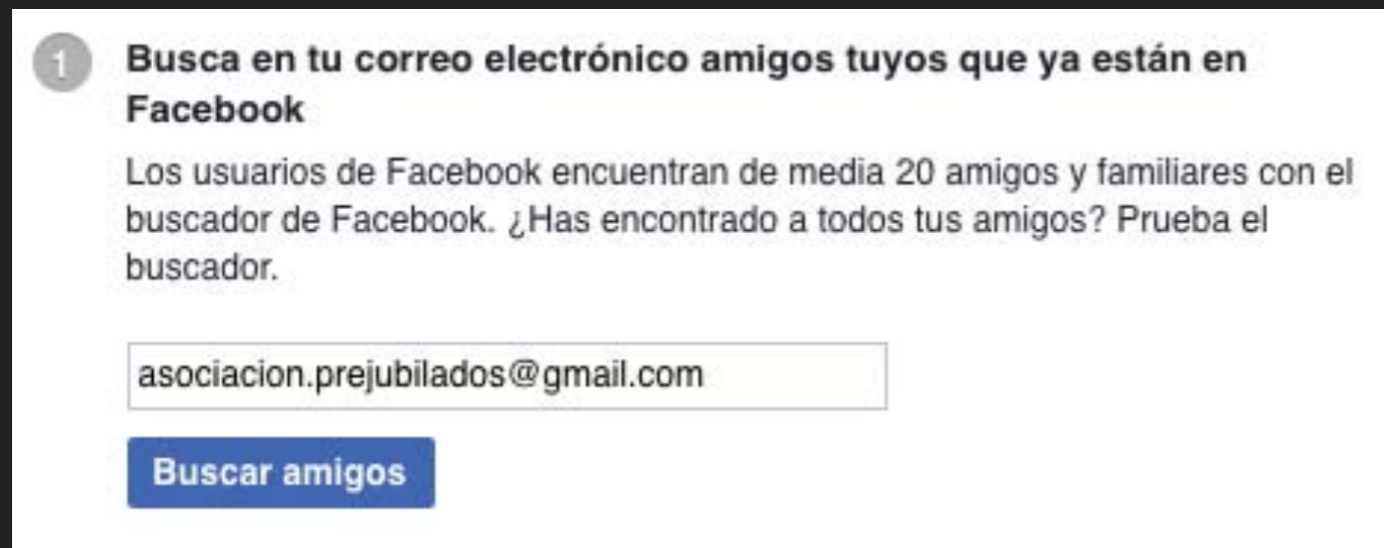 1
Busca en tu correo electrónico amigos tuyos que ya están en
Facebook
Los usuarios de Facebook encuentran de media 20 amigos y familiares con el
buscador de Facebook. ¿Has encontrado a todos tus amigos? Prueba el
buscador.
asociacion.prejubilados@gmail.com
Buscar amigos